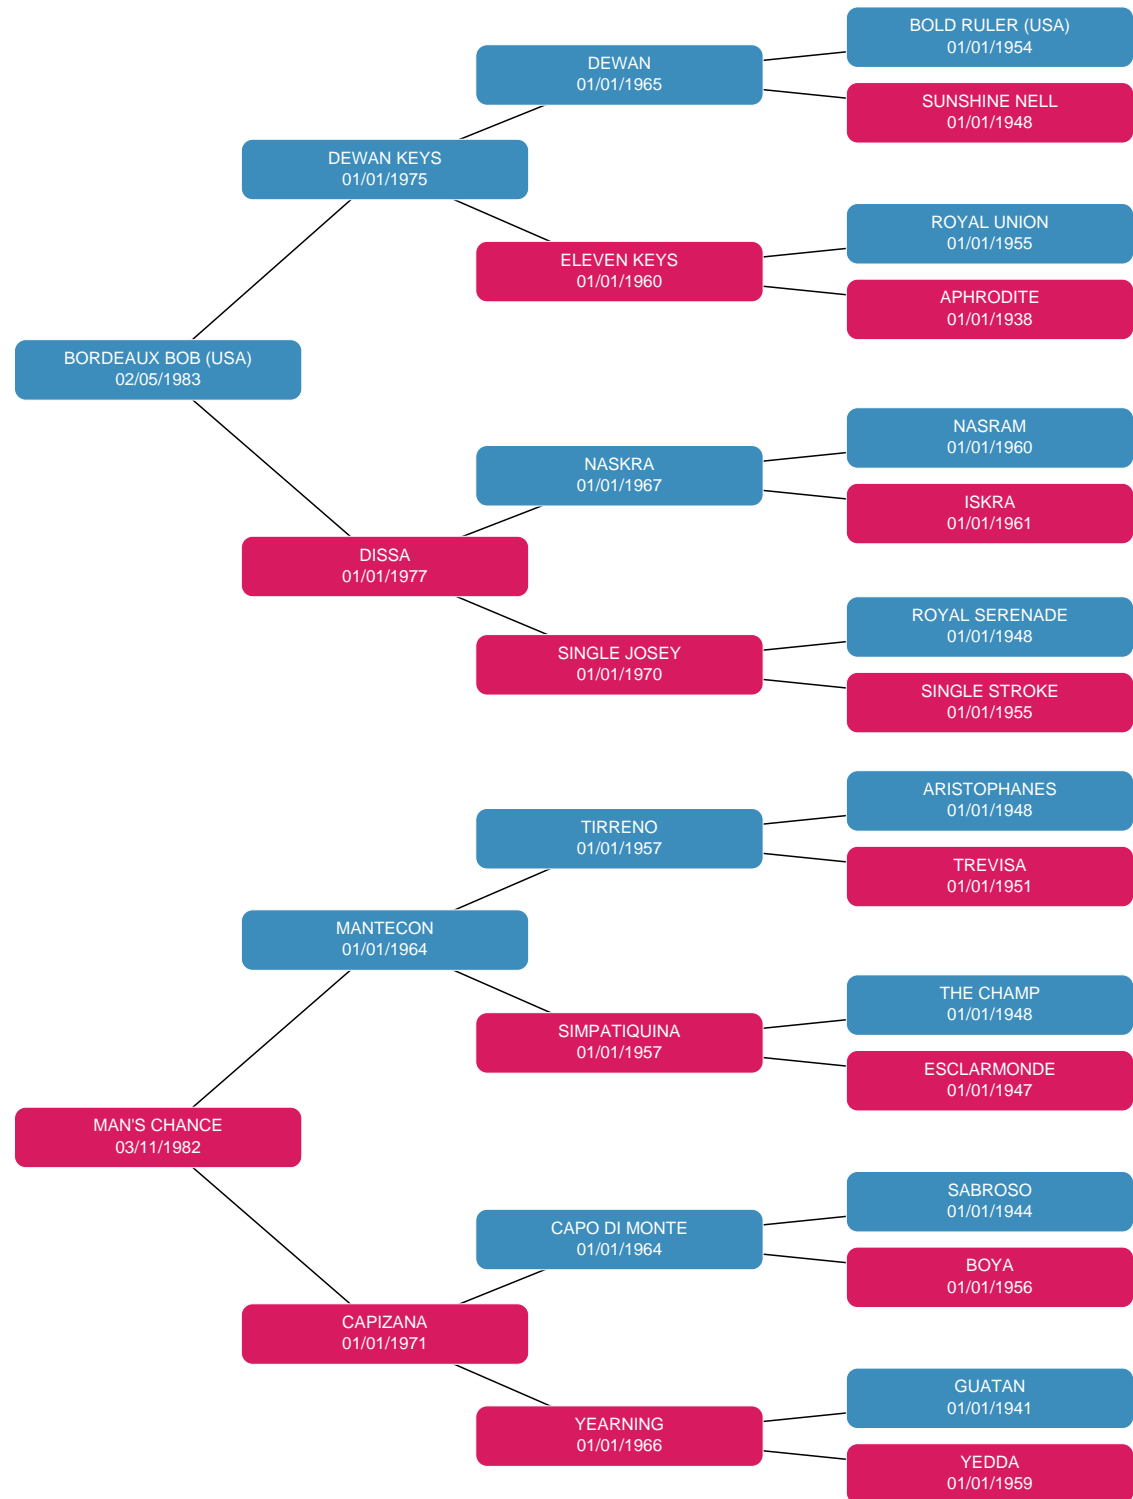 BOLD RULER (USA)
01/01/1954
DEWAN
01/01/1965
SUNSHINE NELL
01/01/1948
DEWAN KEYS
01/01/1975
ROYAL UNION
01/01/1955
ELEVEN KEYS
01/01/1960
APHRODITE
01/01/1938
BORDEAUX BOB (USA)
02/05/1983
NASRAM
01/01/1960
NASKRA
01/01/1967
ISKRA
01/01/1961
DISSA
01/01/1977
ROYAL SERENADE
01/01/1948
SINGLE JOSEY
01/01/1970
SINGLE STROKE
01/01/1955
ARISTOPHANES
01/01/1948
TIRRENO
01/01/1957
TREVISA
01/01/1951
MANTECON
01/01/1964
THE CHAMP
01/01/1948
SIMPATIQUINA
01/01/1957
ESCLARMONDE
01/01/1947
MAN'S CHANCE
03/11/1982
SABROSO
01/01/1944
CAPO DI MONTE
01/01/1964
BOYA
01/01/1956
CAPIZANA
01/01/1971
GUATAN
01/01/1941
YEARNING
01/01/1966
YEDDA
01/01/1959